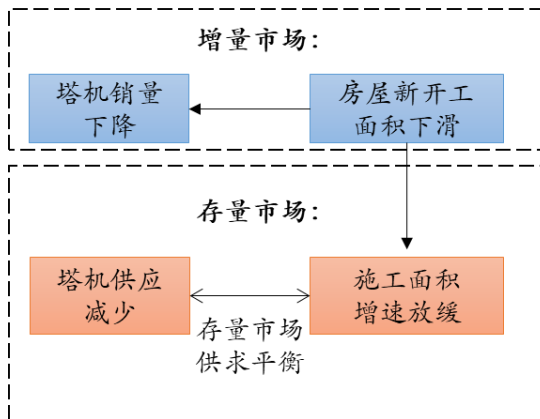 增量市场：
塔机销量
下降
房屋新开工
面积下滑
存量市场：
塔机供应
减少
施工面积
增速放缓
存量市场
供求平衡